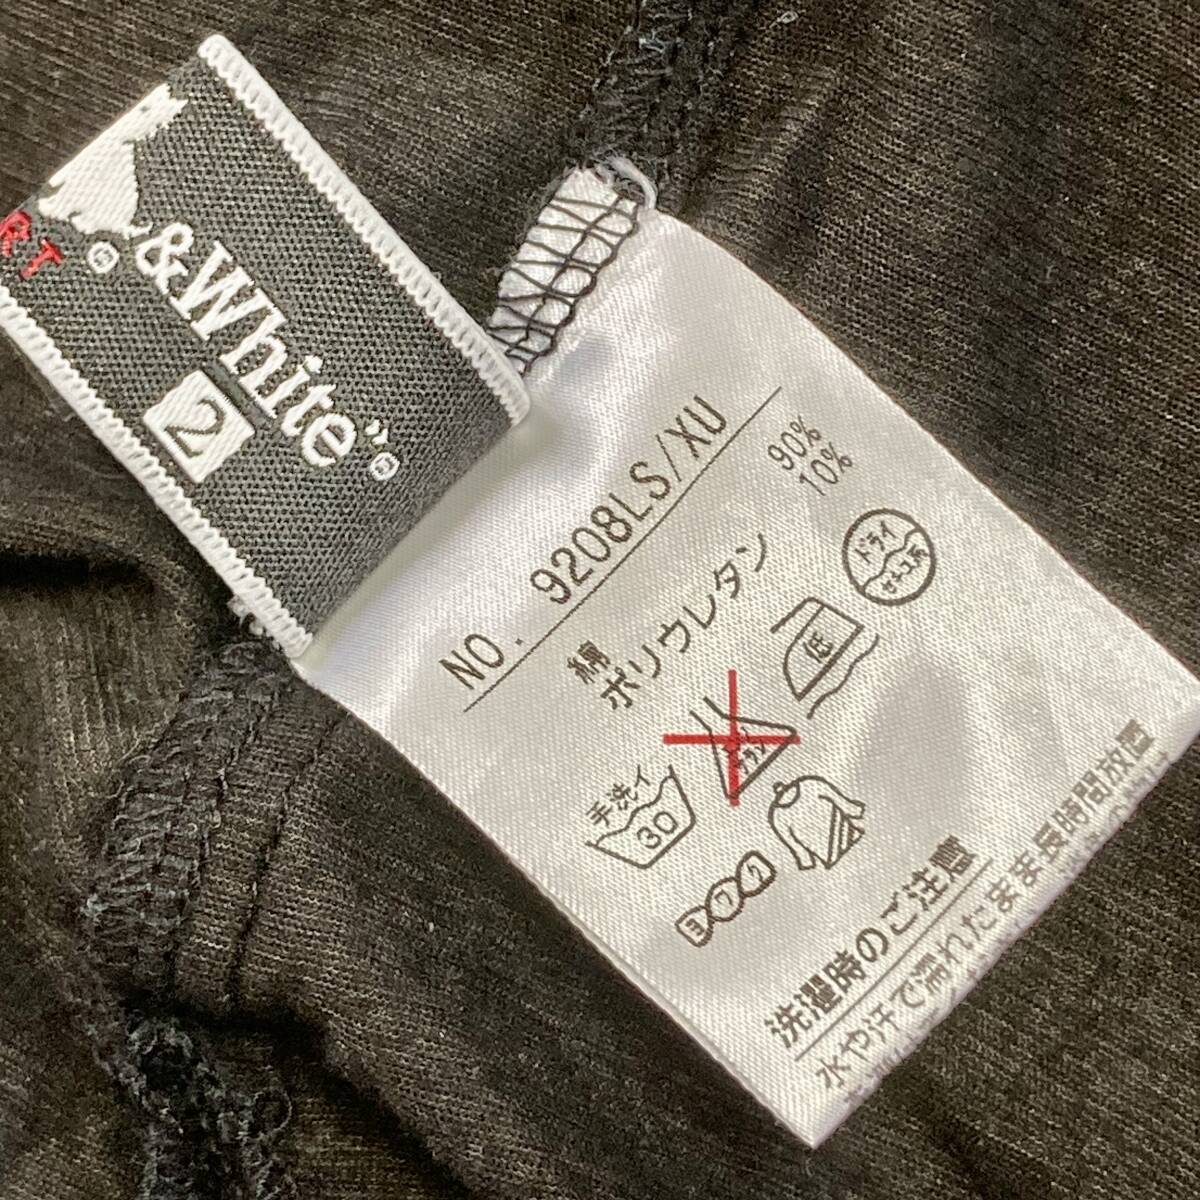 RT
&White
2
NO. 9208LS/XU
綿 90%
ポリウレタン 10%
手洗イ
30
低
ドライ
洗濯時のご注意
水や汗で濡れたまま長時間放置